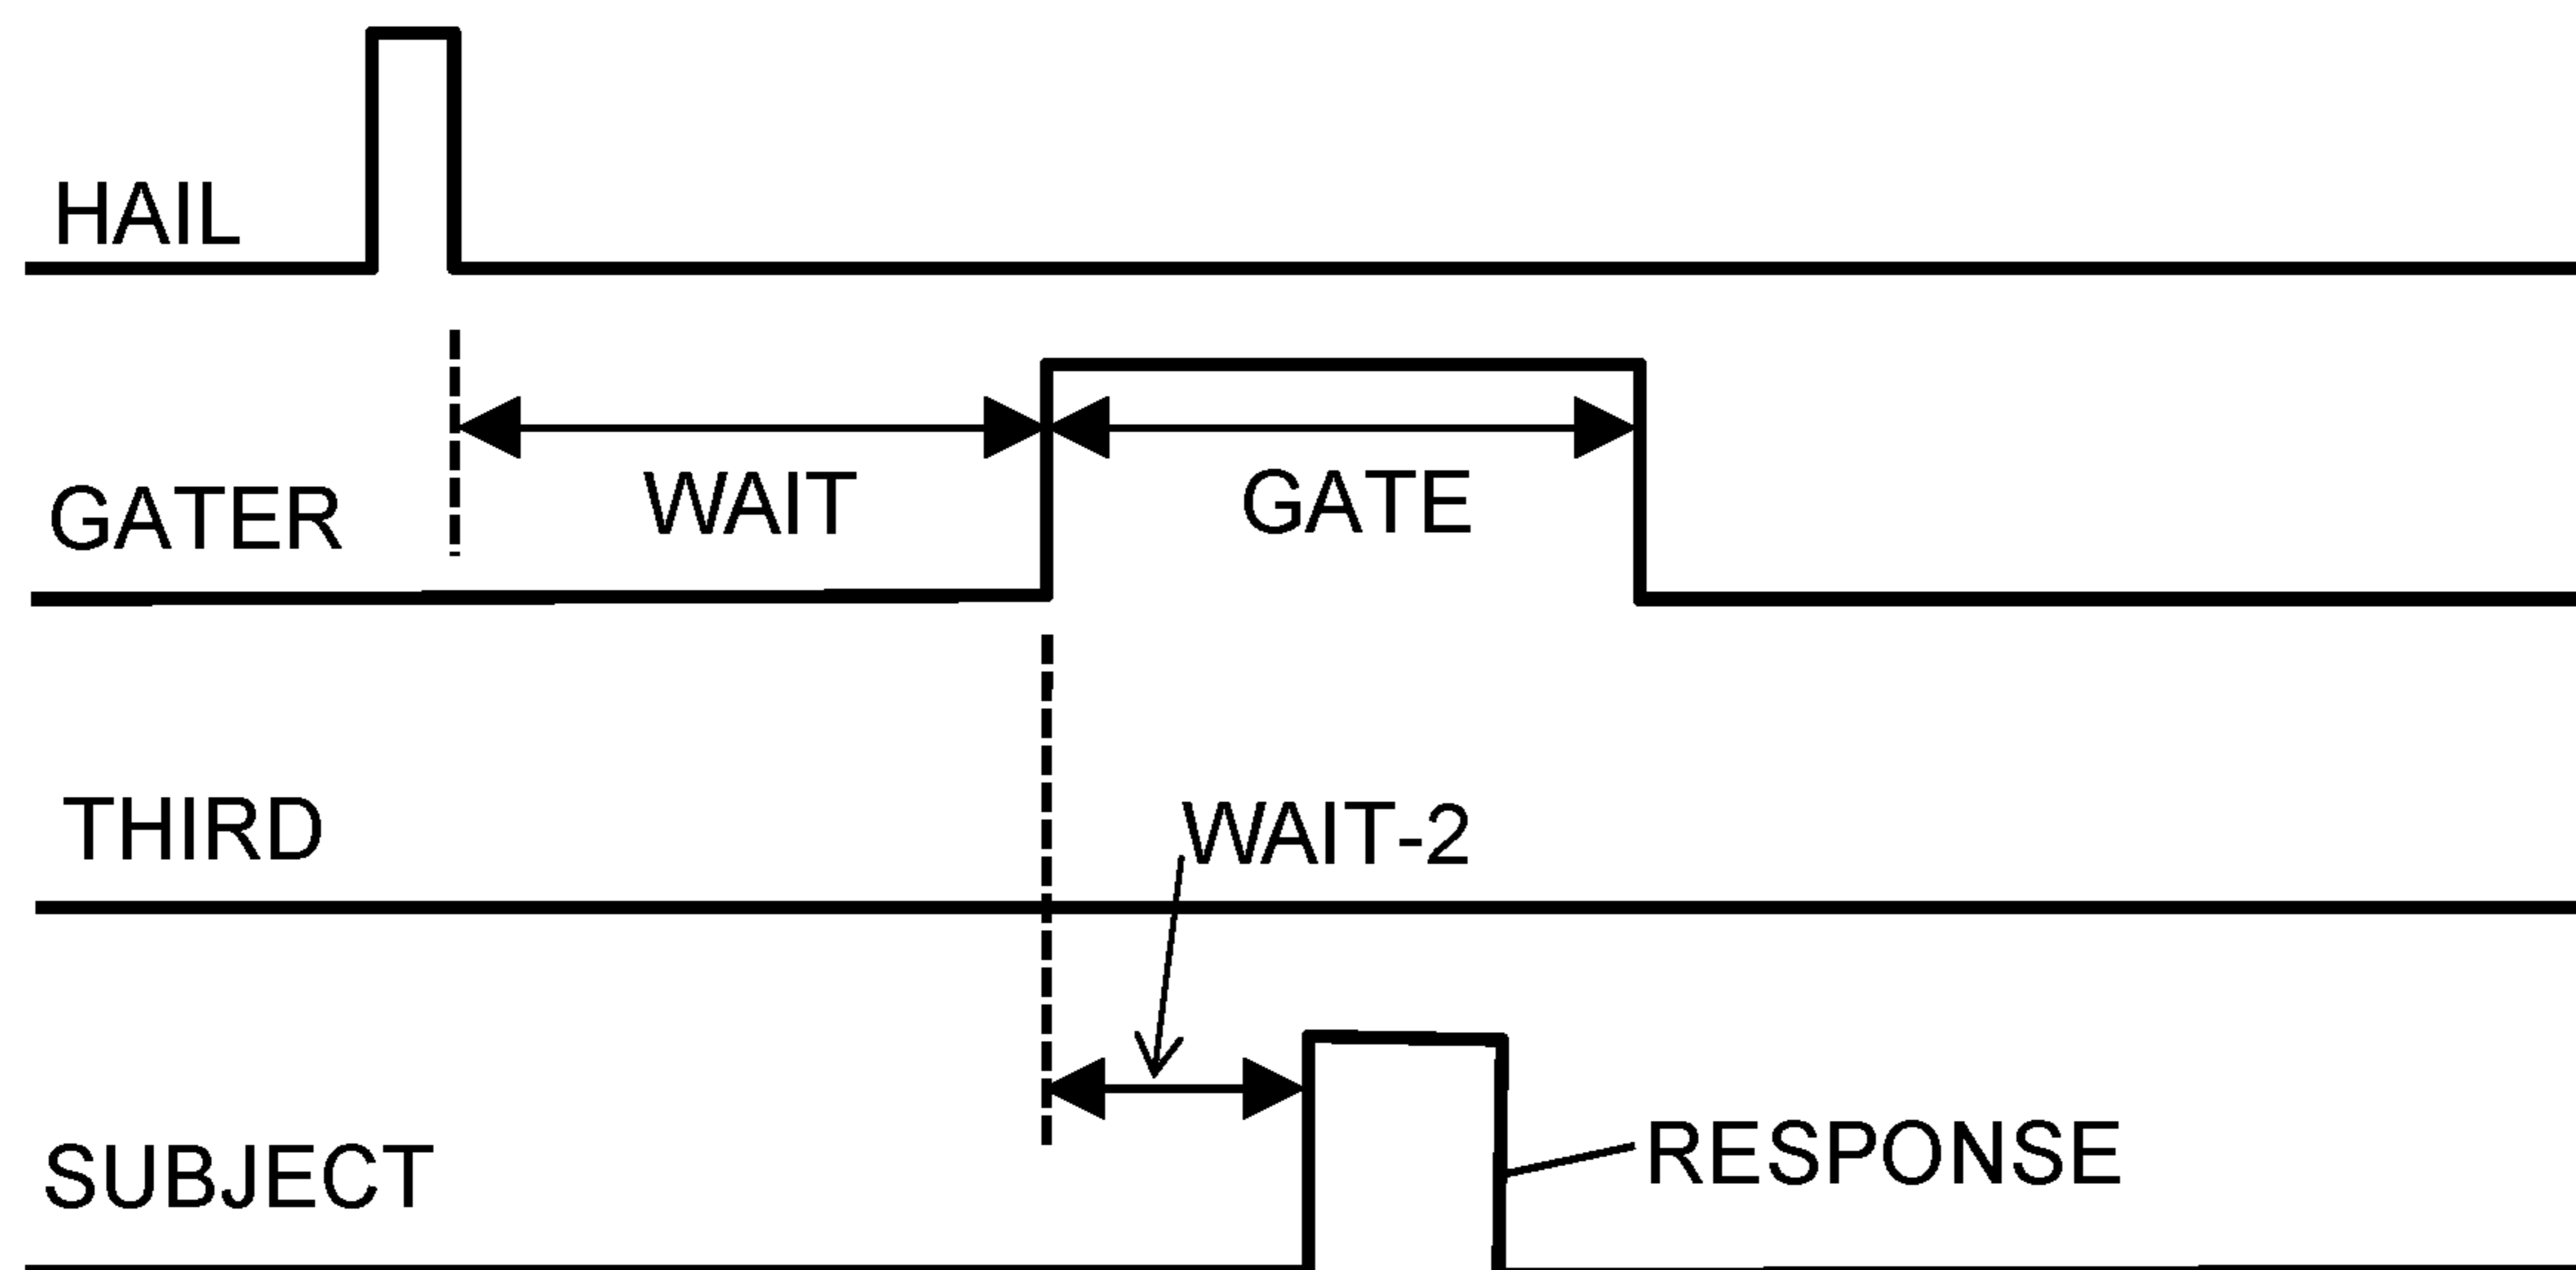 HAIL
GATER
WAIT
GATE
THIRD
WAIT-2
SUBJECT
RESPONSE